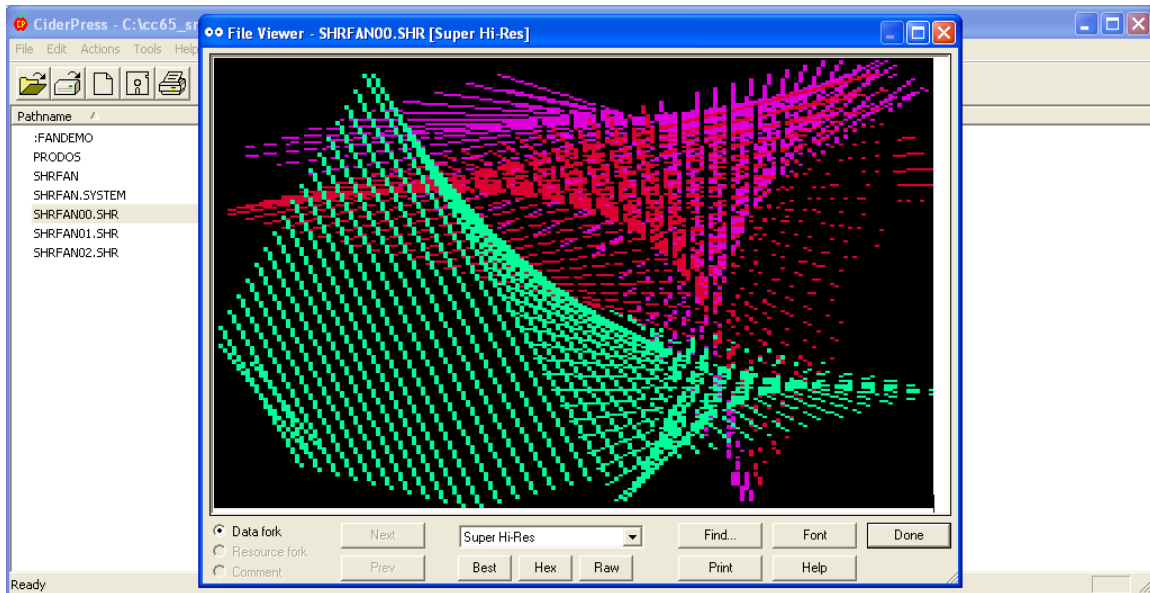 CiderPress - C:\cc65_sr
File Edit Actions Tools Help
File Viewer - SHRFAN00.SHR [Super Hi-Res]
Pathname
:FANDEMO
PRODOS
SHRFAN
SHRFAN.SYSTEM
SHRFAN00.SHR
SHRFAN01.SHR
SHRFAN02.SHR
Data fork
Next
Super Hi-Res
Find...
Font
Done
Resource fork
Comment
Prev
Best
Hex
Raw
Print
Help
Ready